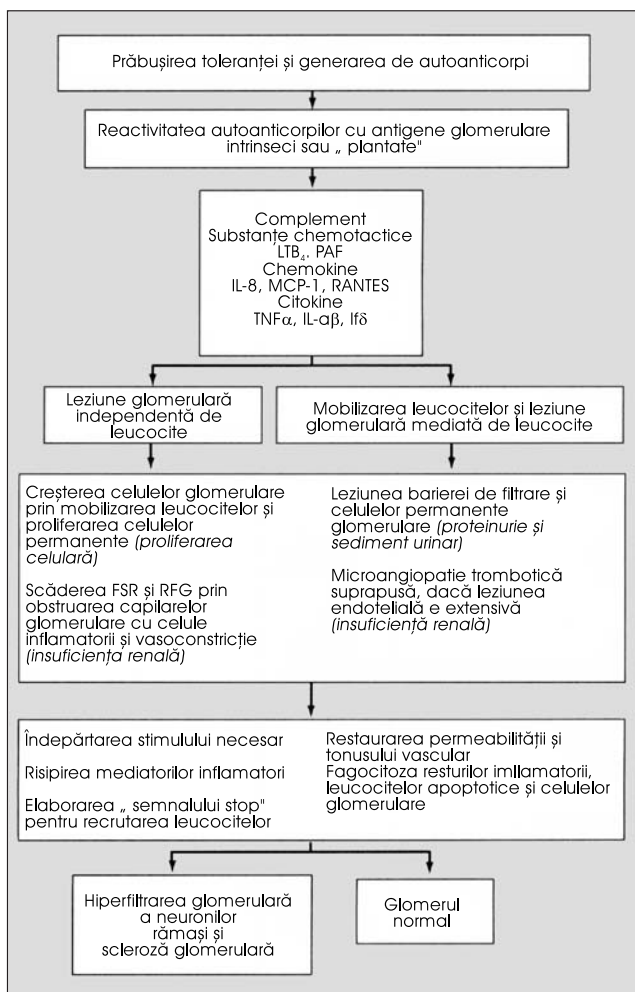 Prăbușirea toleranței și generarea de autoanticorpi
Reactivitatea autoanticorpilor cu antigene glomerulare
intrinseci sau „ plantate"
Complement
Substanțe chemotactice
LTB₄. PAF
Chemokine
IL-8, MCP-1, RANTES
Citokine
TNFα, IL-aβ, Ifδ
Leziune glomerulară
independentă de
leucocite
Mobilizarea leucocitelor și leziune
glomerulară mediată de leucocite
Creșterea celulelor glomerulare
prin mobilizarea leucocitelor și
proliferarea celulelor
permanente (proliferarea
celulară)
Scăderea FSR și RFG prin
obstruarea capilarelor
glomerulare cu celule
inflamatorii și vasoconstricție
(insuficiența renală)
Leziunea barierei de filtrare și
celulelor permanente
glomerulare (proteinurie și
sediment urinar)
Microangiopatie trombotică
suprapusă, dacă leziunea
endotelială e extensivă
(insuficiență renală)
Îndepărtarea stimulului necesar
Risipirea mediatorilor inflamatori
Elaborarea „ semnalului stop"
pentru recrutarea leucocitelor
Restaurarea permeabilității și
tonusului vascular
Fagocitoza resturilor imllamatorii,
leucocitelor apoptotice și celulelor
glomerulare
Hiperfiltrarea glomerulară
a neuronilor
rămași și
scleroză glomerulară
Glomerul
normal